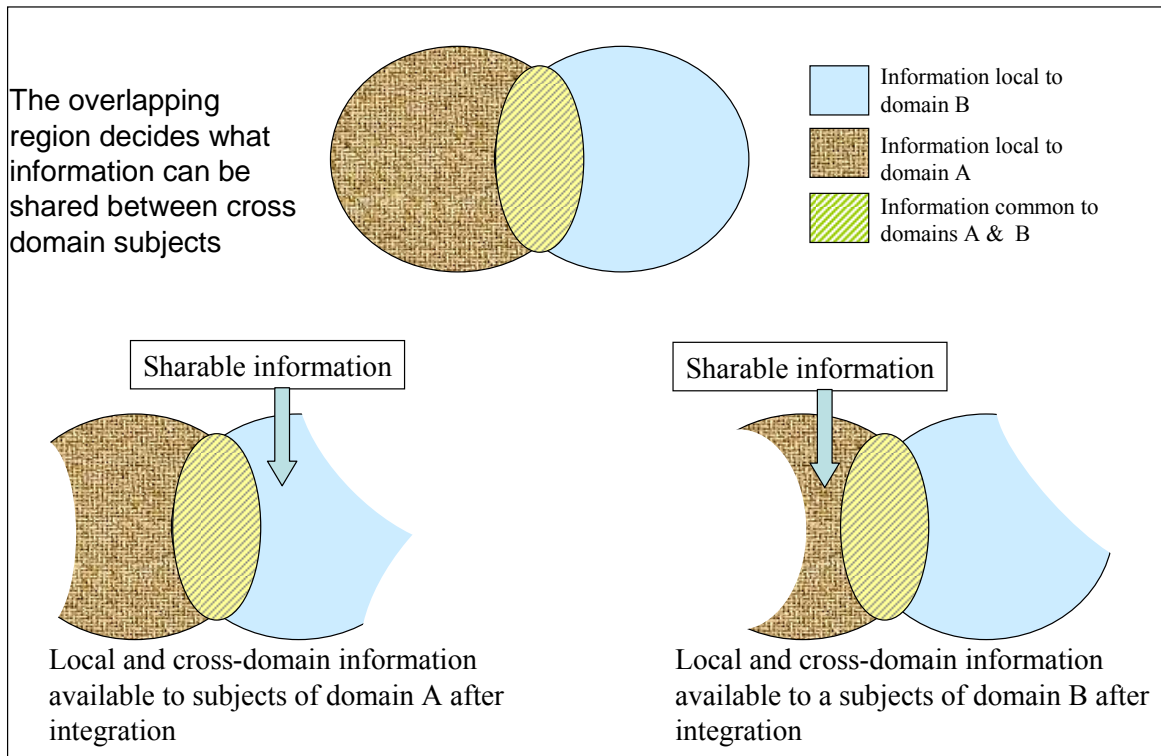 The overlapping
region decides what
information can be
shared between cross
domain subjects
Information local to
domain B
Information local to
domain A
Information common to
domains A &  B
Sharable information
Sharable information
Local and cross-domain information
available to subjects of domain A after
integration
Local and cross-domain information
available to a subjects of domain B after
integration